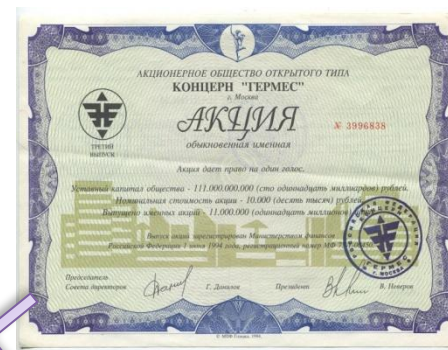 АКЦИОНЕРНОЕ ОБЩЕСТВО ОТКРЫТОГО ТИПА
КОНЦЕРН "ГЕРМЕС"
г. Москва
АКЦИЯ
№ 3996838
обыкновенная именная
ТРЕТИЙ
ВЫПУСК
Акция дает право на один голос.
Уставный капитал общества - 111.000.000.000 (сто одиннадцать миллиардов) рублей.
Номинальная стоимость акции - 10.000 (десять тысяч) рублей.
Выпущено именных акций - 11.000.000 (одиннадцать миллионов)
Выпуск акций зарегистрирован Министерством финансов
Российской Федерации 1 июня 1994 года, регистрационный номер МФ
ГЕРМЕС
г. МОСКВА
Председатель
Совета директоров
Г. Данилов
Президент
В. Неверов